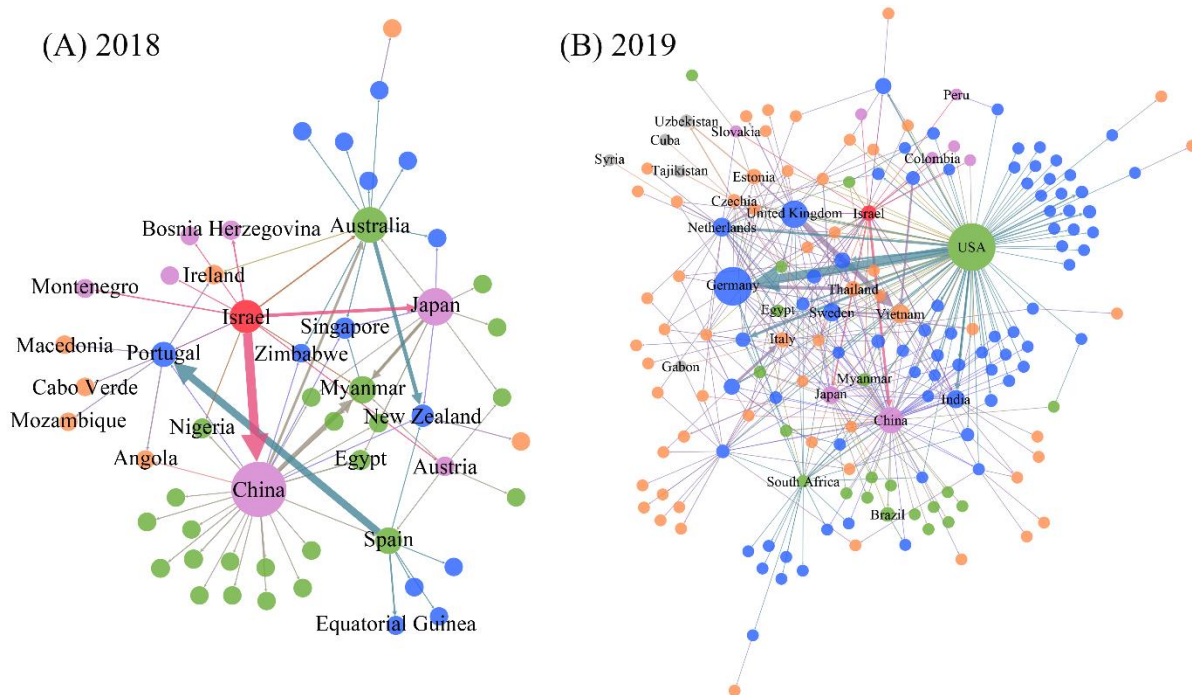 (A) 2018
Australia
Bosnia Herzegovina
Ireland
Montenegro
Israel
Japan
Singapore
Macedonia
Portugal
Zimbabwe
Cabo Verde
Myanmar
Mozambique
New Zealand
Nigeria
Angola
Egypt
Austria
China
Spain
Equatorial Guinea
(B) 2019
Peru
Uzbekistan
Slovakia
Cuba
Syria
Colombia
Tajikistan
Estonia
Czechia
United Kingdom
Israel
Netherlands
USA
Germany
Thailand
Egypt
Sweden
Vietnam
Italy
Gabon
Myanmar
Japan
India
China
South Africa
Brazil